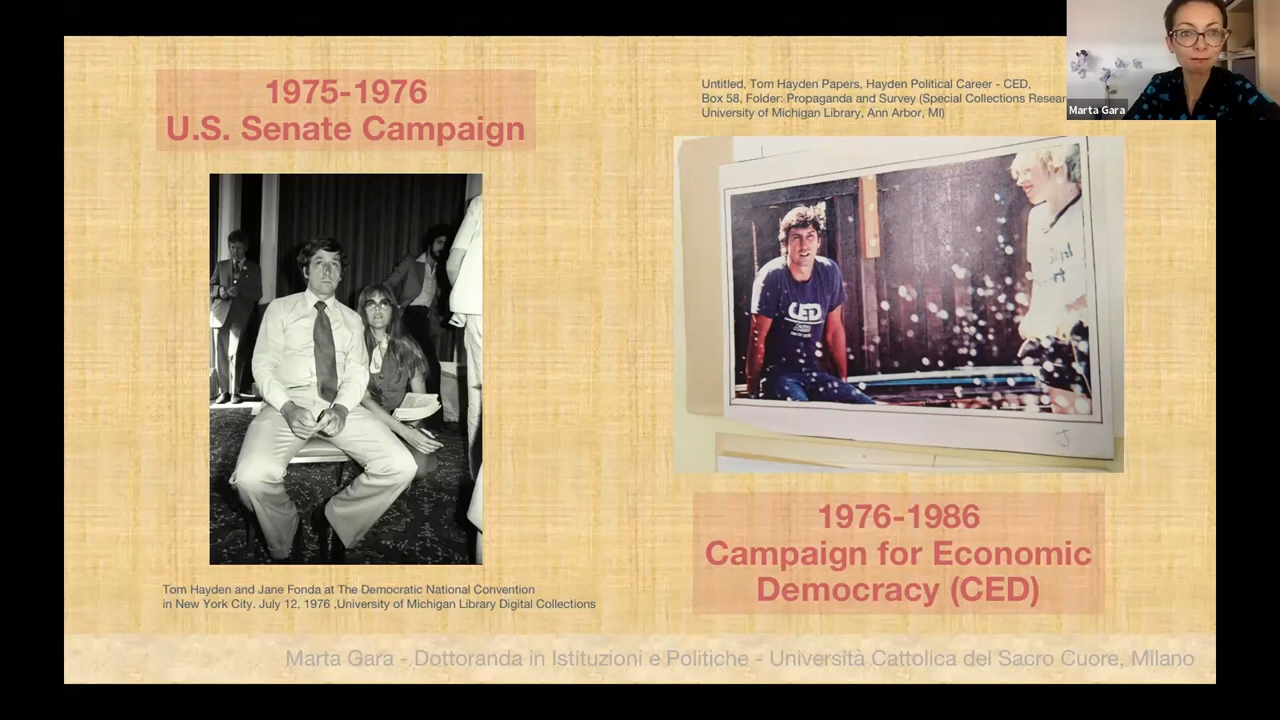 1975-1976
U.S. Senate Campaign
Tom Hayden and Jane Fonda at The Democratic National Convention
in New York City. July 12, 1976 ,University of Michigan Library Digital Collections
Untitled, Tom Hayden Papers, Hayden Political Career - CED,
Box 58, Folder: Propaganda and Survey (Special Collections
University of Michigan Library, Ann Arbor, MI)
Marta Gara
CED
1976-1986
Campaign for Economic
Democracy (CED)
Marta Gara - Dottoranda in Istituzioni e Politiche - Università Cattolica del Sacro Cuore, MIlano